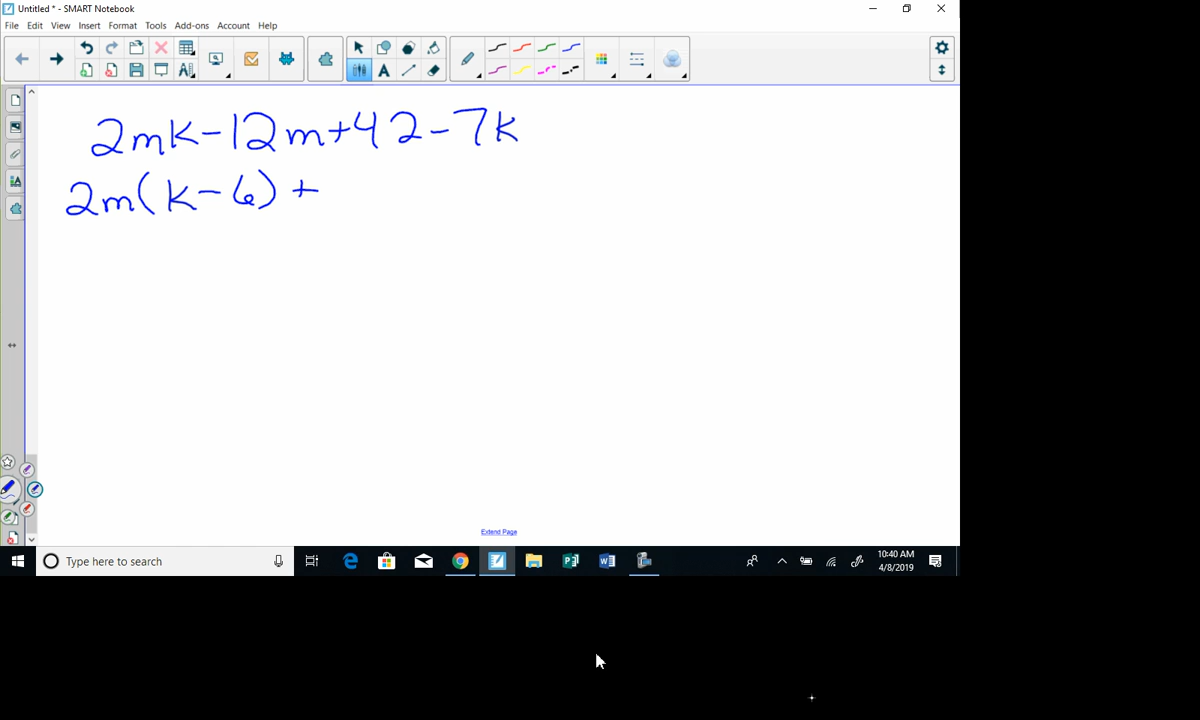 Untitled * - SMART Notebook
File Edit View Insert Format Tools Add-ons Account Help
2mk-12m+42-7k
2m(k-6)+
Extend Page
Type here to search
10:40 AM
4/8/2019